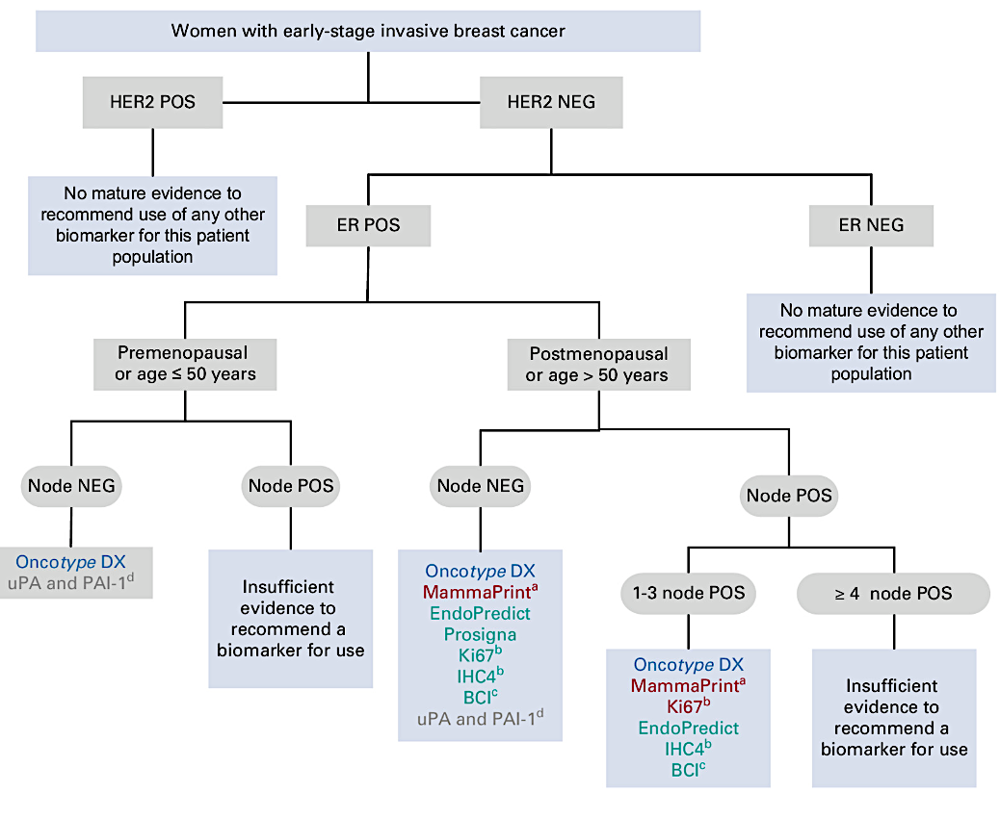 Women with early-stage invasive breast cancer
HER2 POS
HER2 NEG
No mature evidence to
recommend use of any other
biomarker for this patient
population
ER POS
ER NEG
No mature evidence to
recommend use of any other
biomarker for this patient
population
Premenopausal
or age ≤ 50 years
Postmenopausal
or age > 50 years
Node NEG
Node POS
Node NEG
Node POS
Oncotype DX
uPA and PAI-1d
Insufficient
evidence to
recommend a
biomarker for use
Oncotype DX
MammaPrinta
EndoPredict
Prosigna
Ki67b
IHC4b
BCIc
uPA and PAI-1d
1-3 node POS
≥ 4 node POS
Oncotype DX
MammaPrinta
Ki67b
EndoPredict
IHC4b
BCIc
Insufficient
evidence to
recommend a
biomarker for use